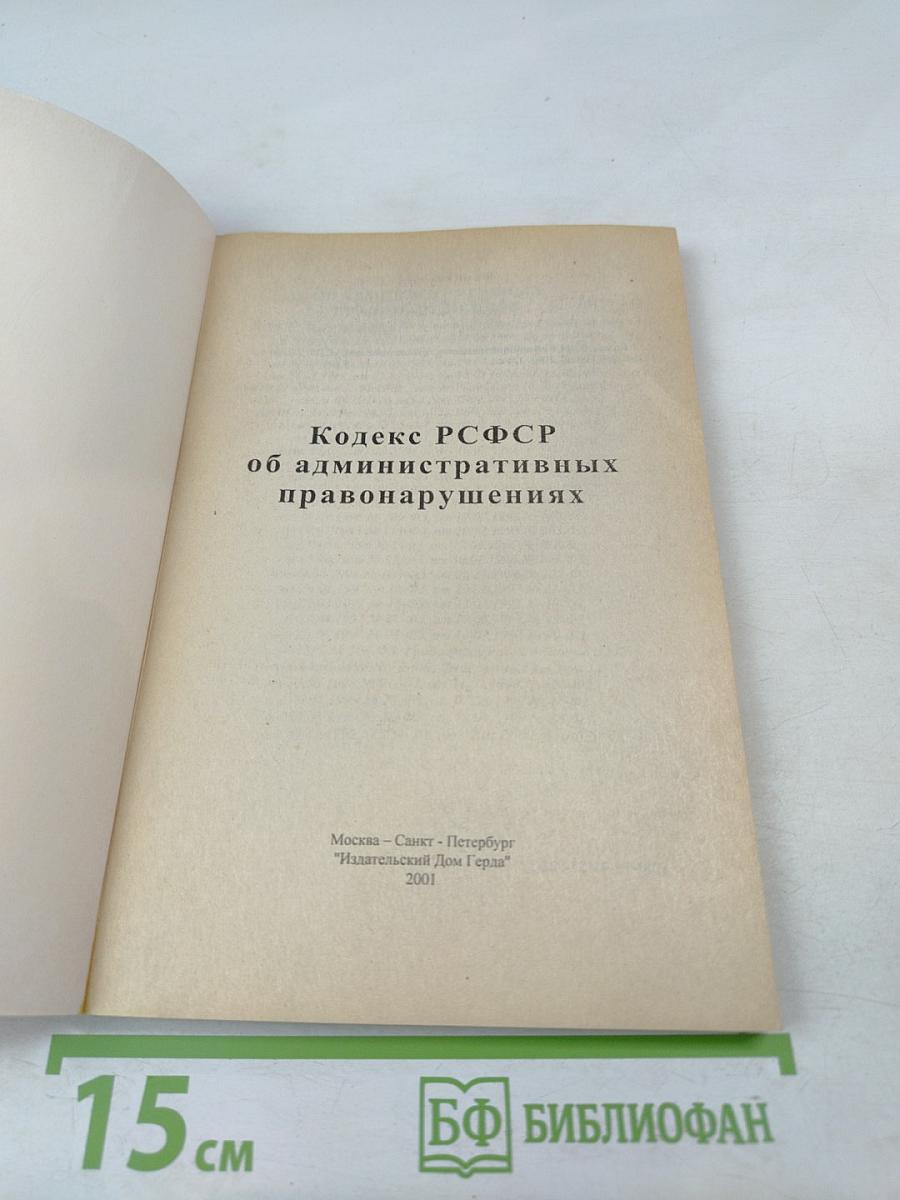 Кодекс РСФСР
об административных
правонарушениях
Москва – Санкт - Петербург
"Издательский Дом Герда"
2001
15 см
БФ БИБЛИОФАН